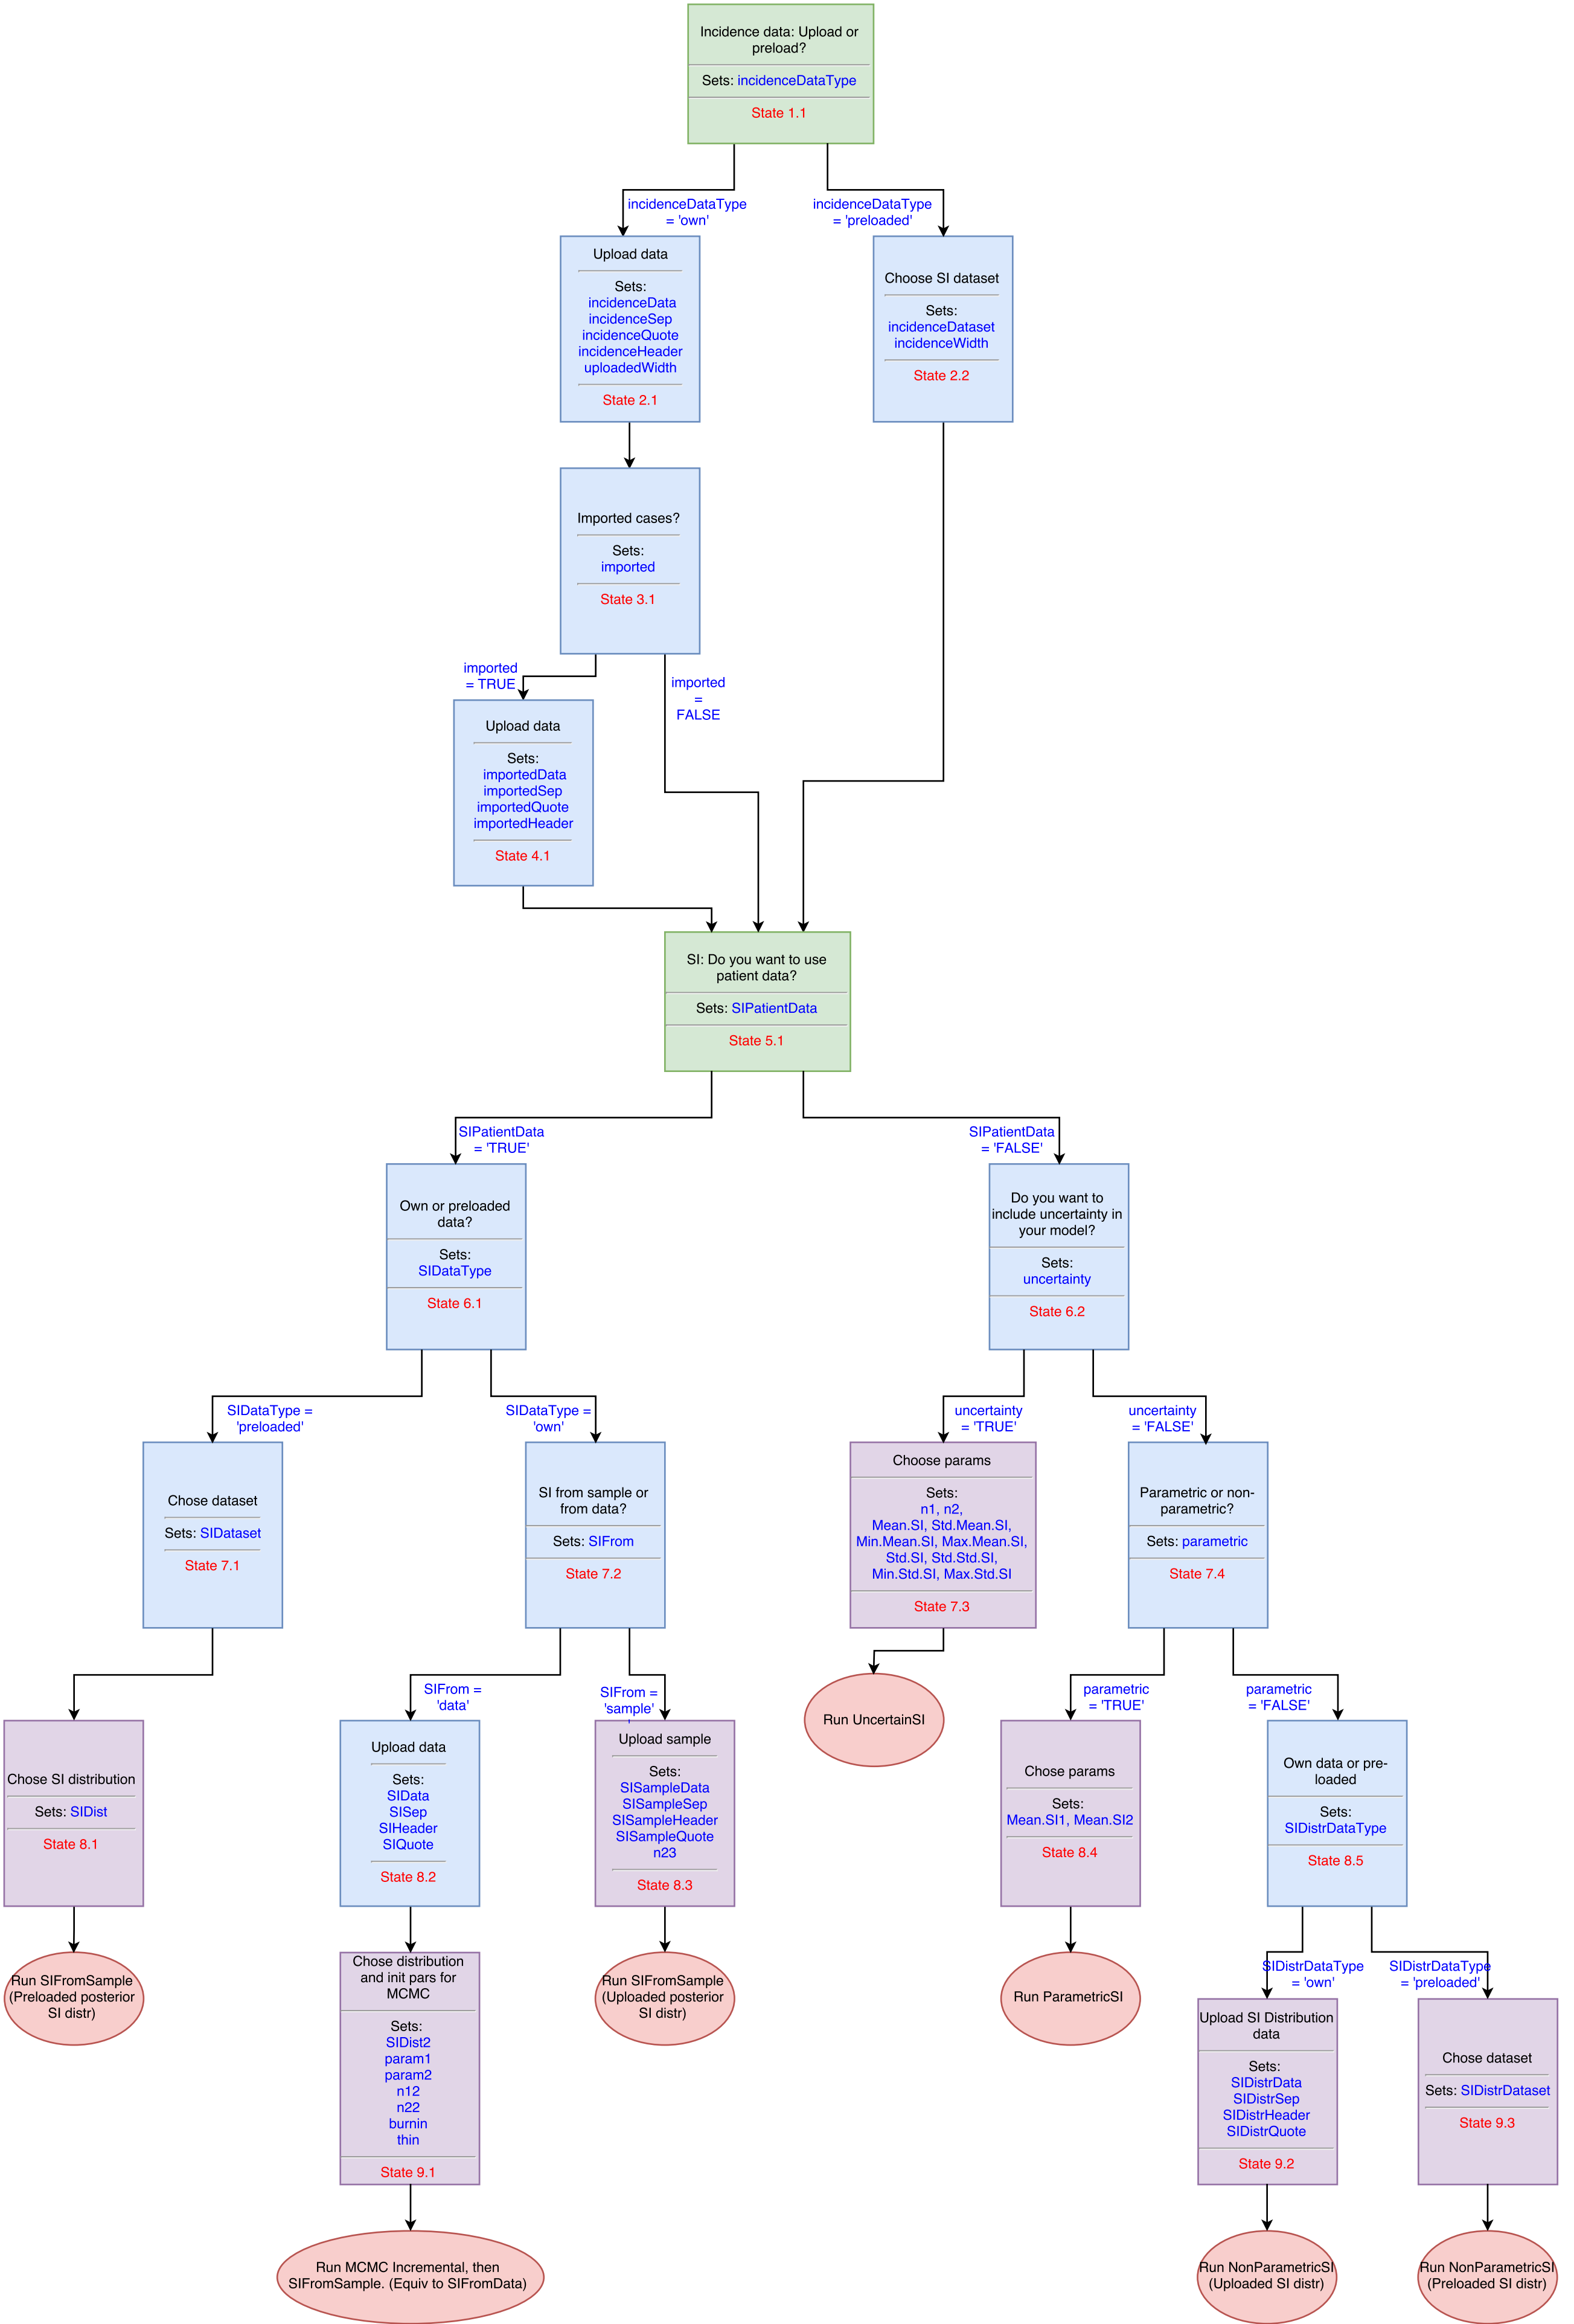 Incidence data: Upload or
preload?
Sets: incidenceDataType
State 1.1
incidenceDataType
= 'own'
incidenceDataType
= 'preloaded'
Upload data
Sets:
incidenceData
incidenceSep
incidenceQuote
incidenceHeader
uploadedWidth
State 2.1
Choose SI dataset
Sets:
incidenceDataset
incidenceWidth
State 2.2
Imported cases?
Sets:
imported
State 3.1
imported
= TRUE
imported
=
FALSE
Upload data
Sets:
importedData
importedSep
importedQuote
importedHeader
State 4.1
SI: Do you want to use
patient data?
Sets: SIPatientData
State 5.1
SIPatientData
= 'TRUE'
SIPatientData
= 'FALSE'
Own or preloaded
data?
Sets:
SIDataType
State 6.1
Do you want to
include uncertainty in
your model?
Sets:
uncertainty
State 6.2
SIDataType =
'preloaded'
SIDataType =
'own'
uncertainty
= 'TRUE'
uncertainty
= 'FALSE'
Chose dataset
Sets: SIDataset
State 7.1
SI from sample or
from data?
Sets: SIFrom
State 7.2
Choose params
Sets:
n1, n2,
Mean.SI, Std.Mean.SI,
Min.Mean.SI, Max.Mean.SI,
Std.SI, Std.Std.SI,
Min.Std.SI, Max.Std.SI
State 7.3
Parametric or non-
parametric?
Sets: parametric
State 7.4
SIFrom =
'data'
SIFrom =
'sample'
'
parametric
= 'TRUE'
parametric
= 'FALSE'
Chose SI distribution
Sets: SIDist
State 8.1
Upload data
Sets:
SIData
SISep
SIHeader
SIQuote
State 8.2
Upload sample
Sets:
SISampleData
SISampleSep
SISampleHeader
SISampleQuote
n23
State 8.3
Run UncertainSI
Chose params
Sets:
Mean.SI1, Mean.SI2
State 8.4
Own data or pre-
loaded
Sets:
SIDistrDataType
State 8.5
SIDistrDataType
= 'own'
SIDistrDataType
= 'preloaded'
Run SIFromSample
(Preloaded posterior
SI distr)
Chose distribution
and init pars for
MCMC
Sets:
SIDist2
param1
param2
n12
n22
burnin
thin
State 9.1
Run SIFromSample
(Uploaded posterior
SI distr)
Run ParametricSI
Upload SI Distribution
data
Sets:
SIDistrData
SIDistrSep
SIDistrHeader
SIDistrQuote
State 9.2
Chose dataset
Sets: SIDistrDataset
State 9.3
Run MCMC Incremental, then
SIFromSample. (Equiv to SIFromData)
Run NonParametricSI
(Uploaded SI distr)
Run NonParametricSI
(Preloaded SI distr)